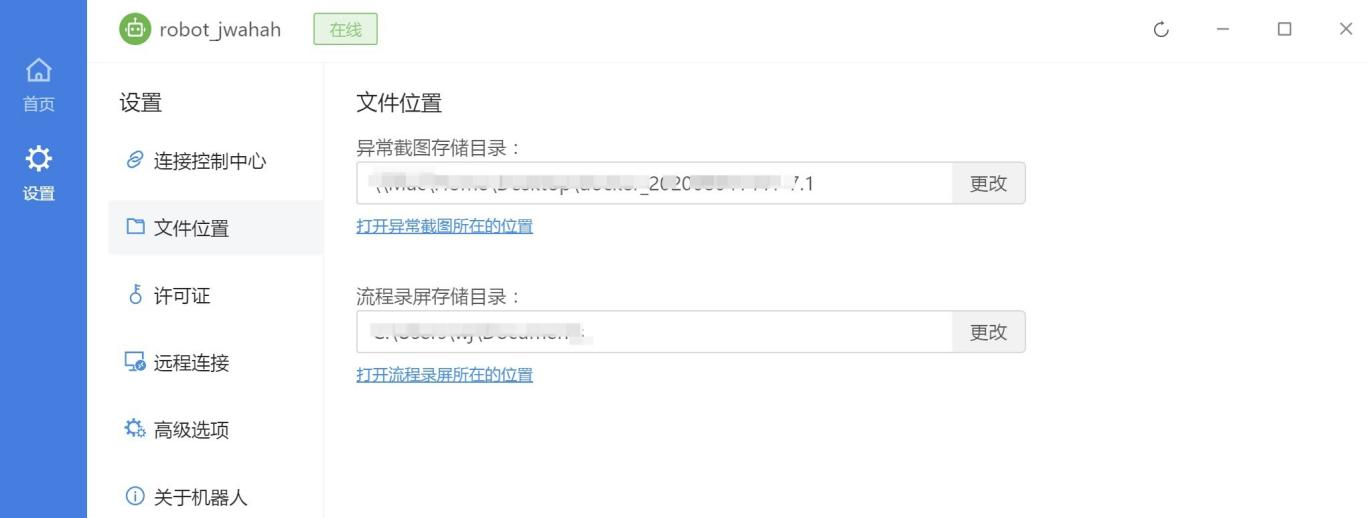 robot_jwahah
在线
首页
设置
设置
连接控制中心
文件位置
许可证
远程连接
高级选项
关于机器人
文件位置
异常截图存储目录：
更改
打开异常截图所在的位置
流程录屏存储目录：
更改
打开流程录屏所在的位置